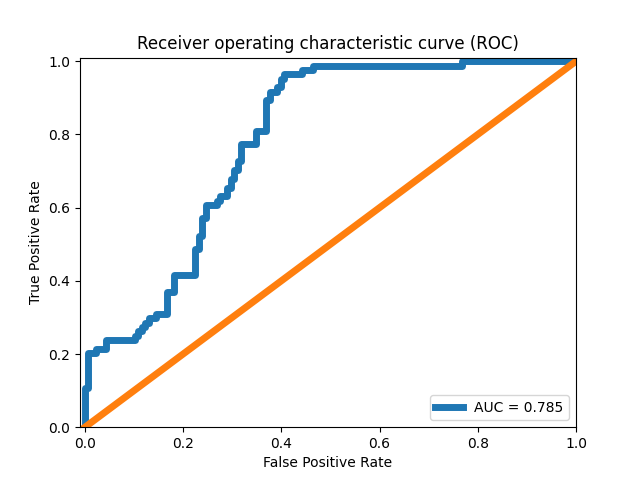 Receiver operating characteristic curve (ROC)
1.0
0.8
0.6
0.4
0.2
0.0
True Positive Rate
AUC = 0.785
0.0 0.2 0.4 0.6 0.8 1.0
False Positive Rate